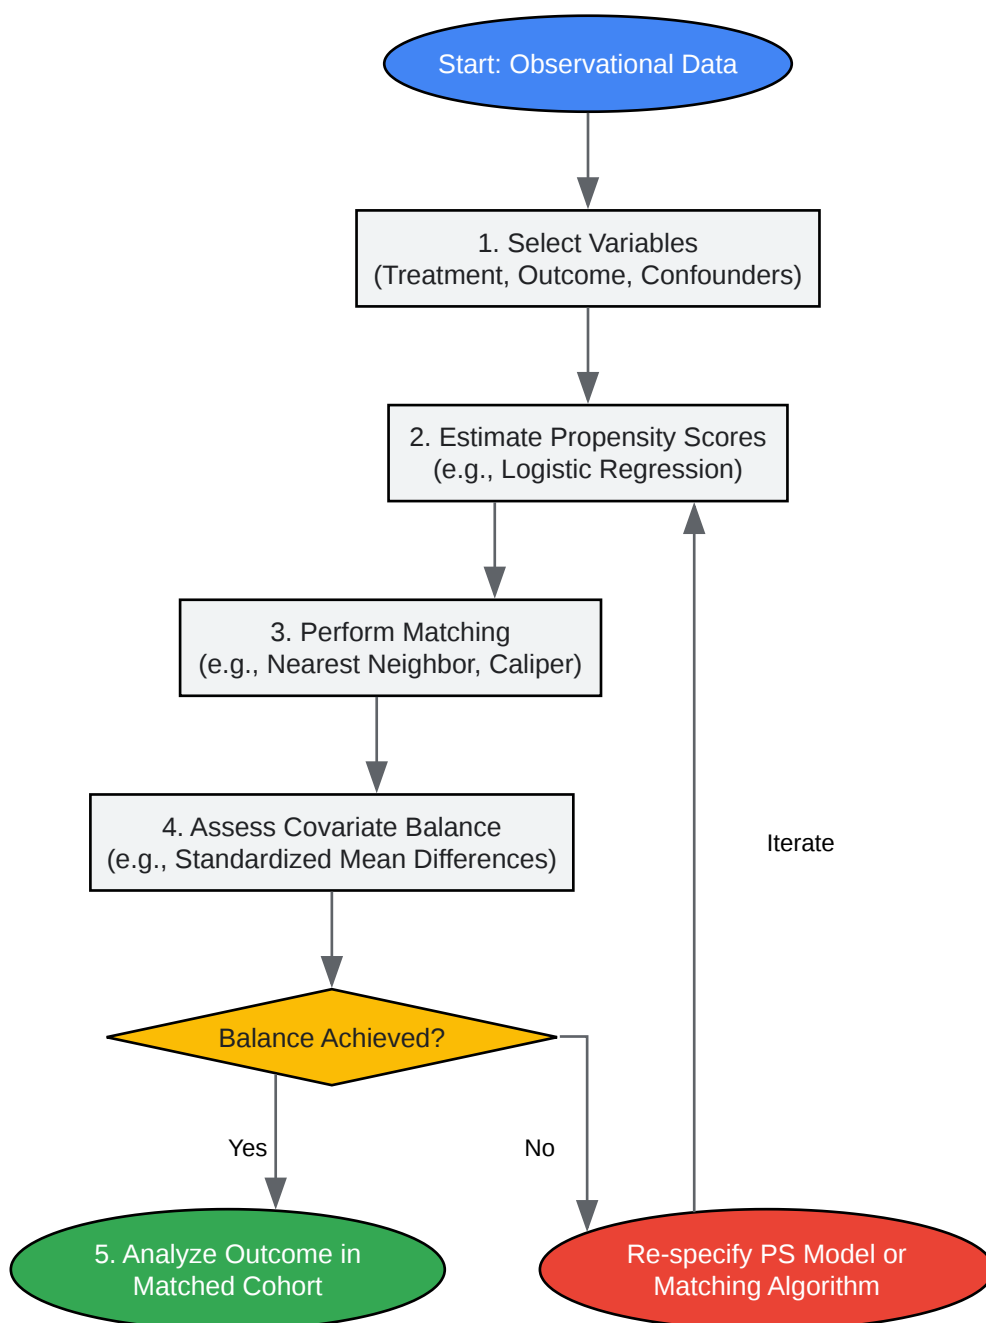 Start: Observational Data
1. Select Variables
(Treatment, Outcome, Confounders)
2. Estimate Propensity Scores
(e.g., Logistic Regression)
3. Perform Matching
(e.g., Nearest Neighbor, Caliper)
4. Assess Covariate Balance
(e.g., Standardized Mean Differences)
Iterate
Balance Achieved?
Yes
No
5. Analyze Outcome in
Matched Cohort
Re-specify PS Model or
Matching Algorithm